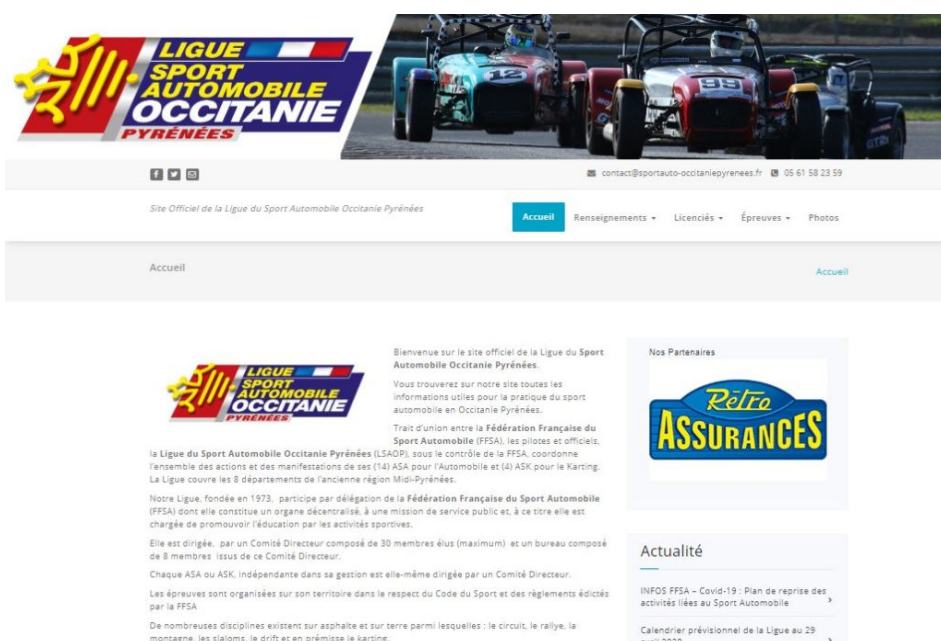 LIGUE
SPORT
AUTOMOBILE
OCCITANIE
PYRÉNÉES
12
99
contact@sportauto-occitaniepyrenees.fr 05 61 58 23 59
Site Officiel de la Ligue du Sport Automobile Occitanie Pyrénées
Accueil Renseignements Licenciés Épreuves Photos
Accueil
Accueil
LIGUE
SPORT
AUTOMOBILE
OCCITANIE
PYRÉNÉES
Bienvenue sur le site officiel de la Ligue du Sport
Automobile Occitanie Pyrénées.
Vous trouverez sur notre site toutes les
informations utiles pour la pratique du sport
automobile en Occitanie Pyrénées.
Trait d'union entre la Fédération Française du
Sport Automobile (FFSA), les pilotes et officiels,
la Ligue du Sport Automobile Occitanie Pyrénées (LSAOP), sous le contrôle de la FFSA, coordonne
l'ensemble des actions et des manifestations de ses (14) ASA pour l'Automobile et (4) ASK pour le Karting.
La Ligue couvre les 8 départements de l'ancienne région Midi-Pyrénées.
Notre Ligue, fondée en 1973, participe par délégation de la Fédération Française du Sport Automobile
(FFSA) dont elle constitue un organe décentralisé, à une mission de service public et, à ce titre elle est
chargée de promouvoir l'éducation par les activités sportives.
Elle est dirigée, par un Comité Directeur composé de 30 membres élus (maximum) et un bureau composé
de 8 membres issus de ce Comité Directeur.
Chaque ASA ou ASK, indépendante dans sa gestion est elle-même dirigée par un Comité Directeur.
Les épreuves sont organisées sur son territoire dans le respect du Code du Sport et des règlements édictés
par la FFSA
De nombreuses disciplines existent sur asphalte et sur terre parmi lesquelles : le circuit, le rallye, la
montagne, les slaloms, le drift et en prémisse le karting.
Nos Partenaires
Rétro
ASSURANCES
Actualité
INFOS FFSA – Covid-19 : Plan de reprise des
activités liées au Sport Automobile
Calendrier prévisionnel de la Ligue au 29
avril 2020